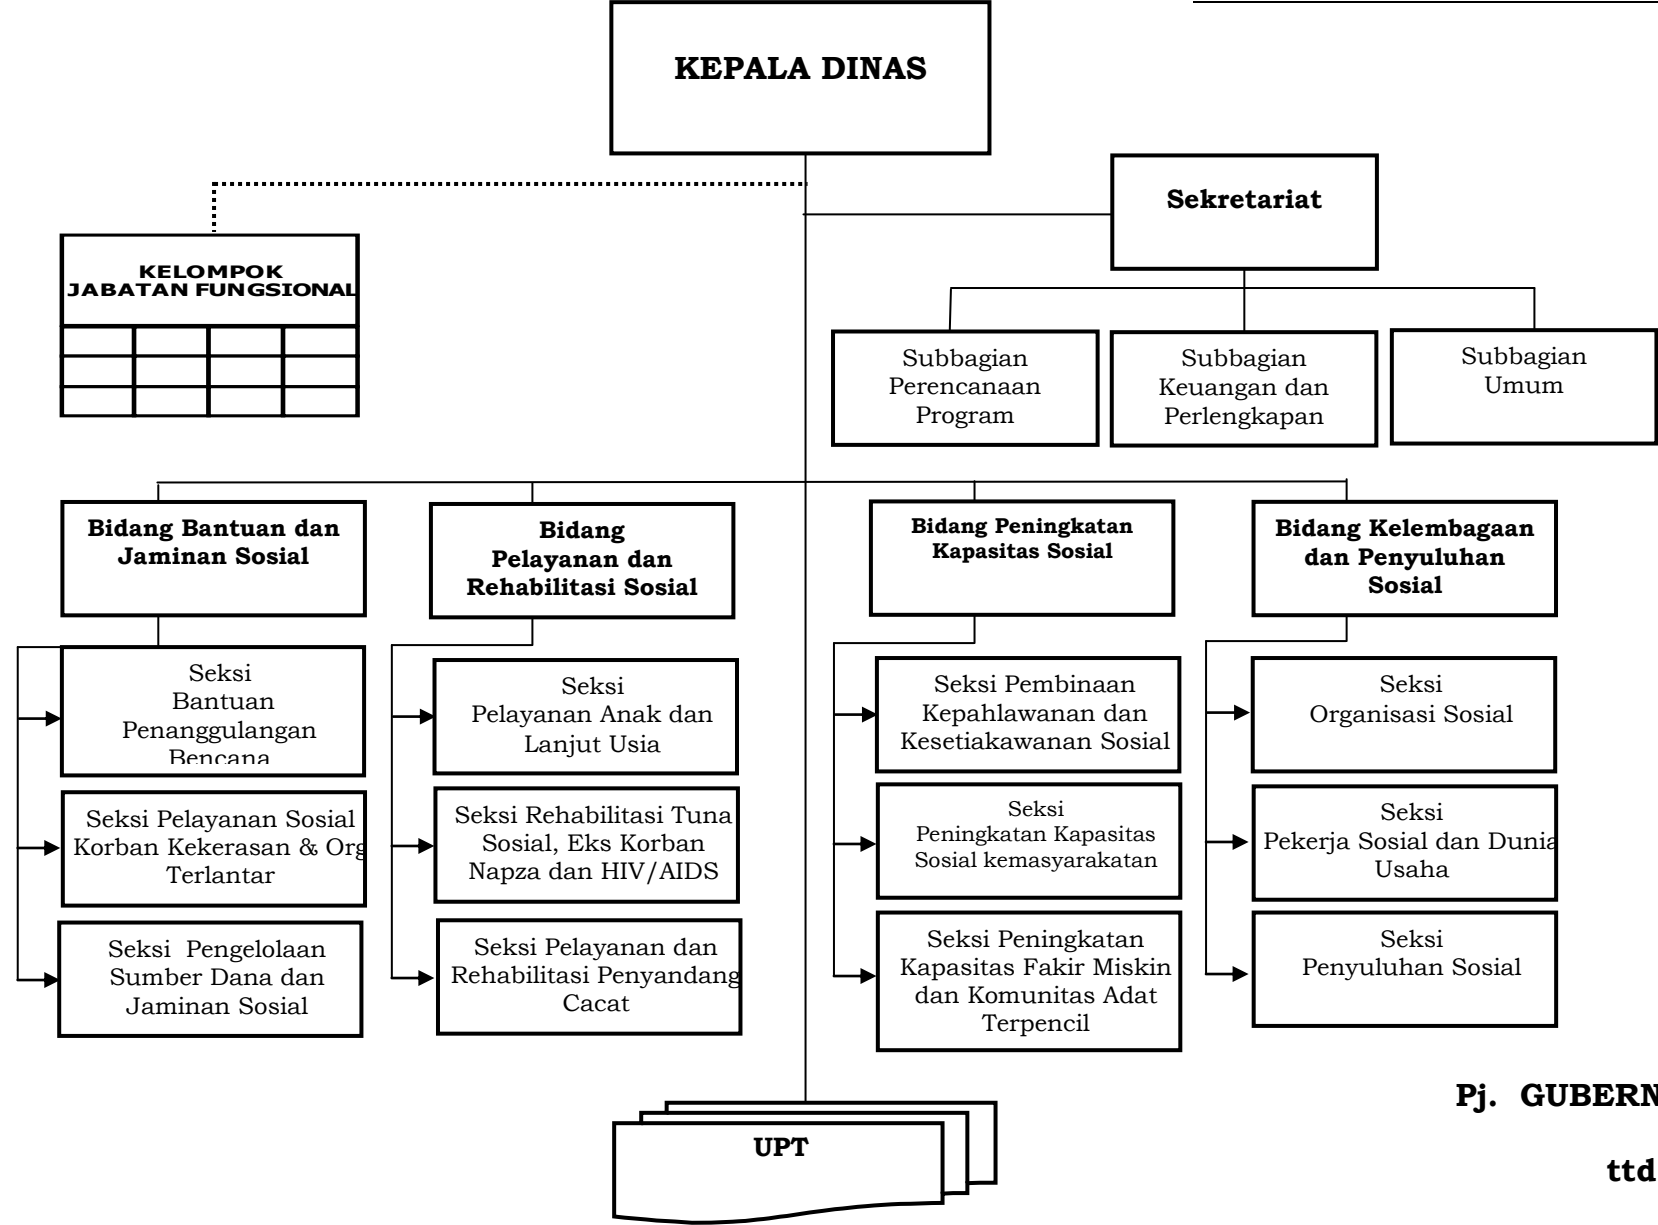 KEPALA DINAS
Sekretariat
KELOMPOK
JABATAN FUNGSIONAL
Subbagian
Perencanaan
Program
Subbagian
Keuangan dan
Perlengkapan
Subbagian
Umum
Bidang Bantuan dan
Jaminan Sosial
Bidang
Pelayanan dan
Rehabilitasi Sosial
Bidang Peningkatan
Kapasitas Sosial
Bidang Kelembagaan
dan Penyuluhan
Sosial
Seksi
Bantuan
Penanggulangan
Bencana
Seksi Pelayanan Sosial
Korban Kekerasan & Org
Terlantar
Seksi Pengelolaan
Sumber Dana dan
Jaminan Sosial
Seksi
Pelayanan Anak dan
Lanjut Usia
Seksi Rehabilitasi Tuna
Sosial, Eks Korban
Napza dan HIV/AIDS
Seksi Pelayanan dan
Rehabilitasi Penyandang
Cacat
Seksi Pembinaan
Kepahlawanan dan
Kesetiakawanan Sosial
Seksi
Peningkatan Kapasitas
Sosial kemasyarakatan
Seksi Peningkatan
Kapasitas Fakir Miskin
dan Komunitas Adat
Terpencil
Seksi
Organisasi Sosial
Seksi
Pekerja Sosial dan Dunia
Usaha
Seksi
Penyuluhan Sosial
UPT
Pj. GUBERN
ttd